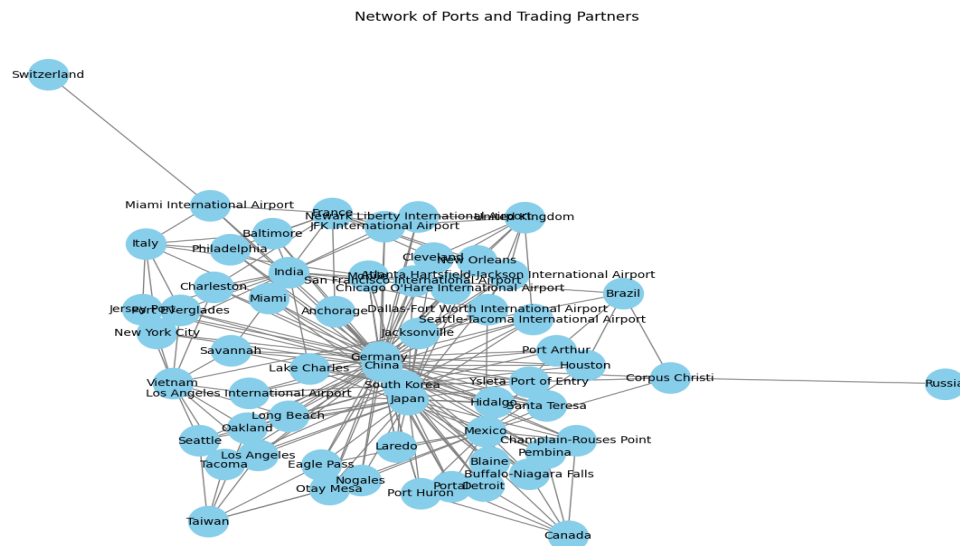 Network of Ports and Trading Partners
Switzerland
Miami International Airport
France
Newark Liberty International Airport
United Kingdom
JFK International Airport
Baltimore
Italy
Philadelphia
Cleveland
New Orleans
India
Mobile
Atlanta Hartsfield-Jackson International Airport
San Francisco International Airport
Charleston
Chicago O'Hare International Airport
Brazil
Miami
Jersey Port
Port Everglades
Anchorage
Dallas-Fort Worth International Airport
Seattle-Tacoma International Airport
New York City
Jacksonville
Savannah
Port Arthur
Germany
China
Houston
Lake Charles
Corpus Christi
Vietnam
Ysleta Port of Entry
Russia
South Korea
Los Angeles International Airport
Japan
Hidalgo
Santa Teresa
Long Beach
Oakland
Mexico
Seattle
Champlain-Rouses Point
Laredo
Pembina
Los Angeles
Tacoma
Eagle Pass
Blaine
Buffalo-Niagara Falls
Nogales
Otay Mesa
Portal
Detroit
Port Huron
Taiwan
Canada